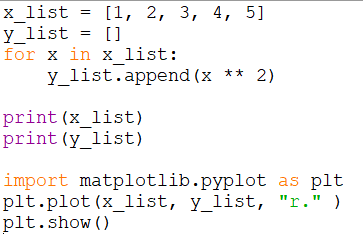 x_list = [1, 2, 3, 4, 5]
y_list = []
for x in x_list:
    y_list.append(x ** 2)

print(x_list)
print(y_list)

import matplotlib.pyplot as plt
plt.plot(x_list, y_list, "r." )
plt.show()